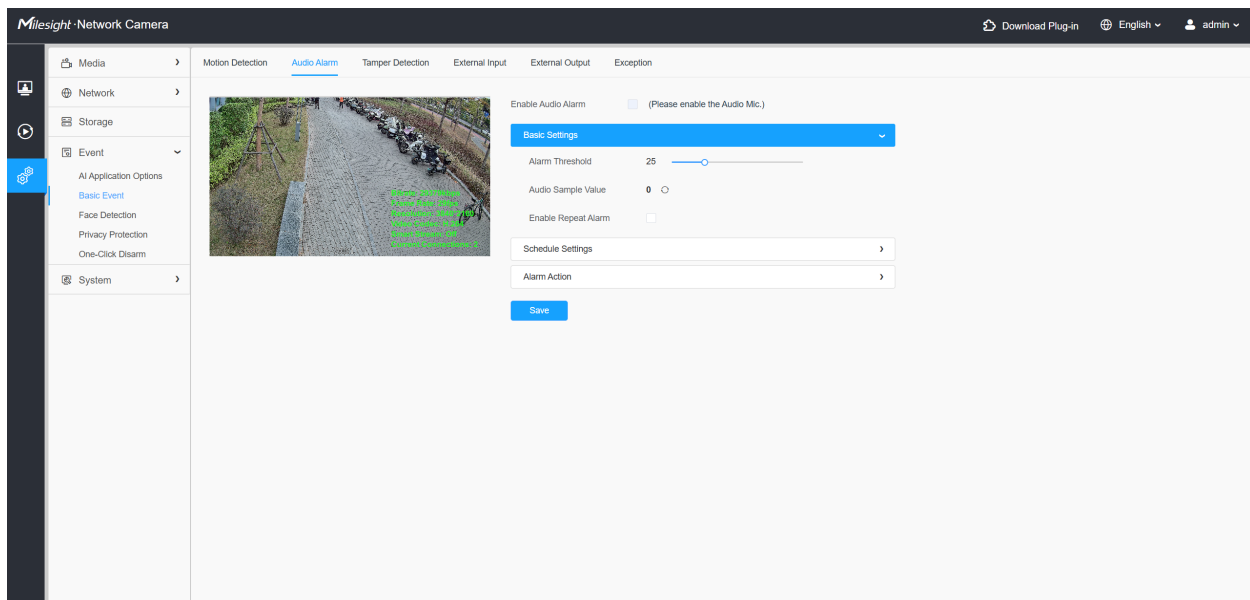 Milesight·Network Camera
Download Plug-in
English
admin
Media
Network
Storage
Event
AI Application Options
Basic Event
Face Detection
Privacy Protection
One-Click Disarm
System
Motion Detection
Audio Alarm
Tamper Detection
External Input
External Output
Exception
Enable Audio Alarm (Please enable the Audio Mic.)
Basic Settings
Alarm Threshold 25
Audio Sample Value 0
Enable Repeat Alarm
Schedule Settings
Alarm Action
Save